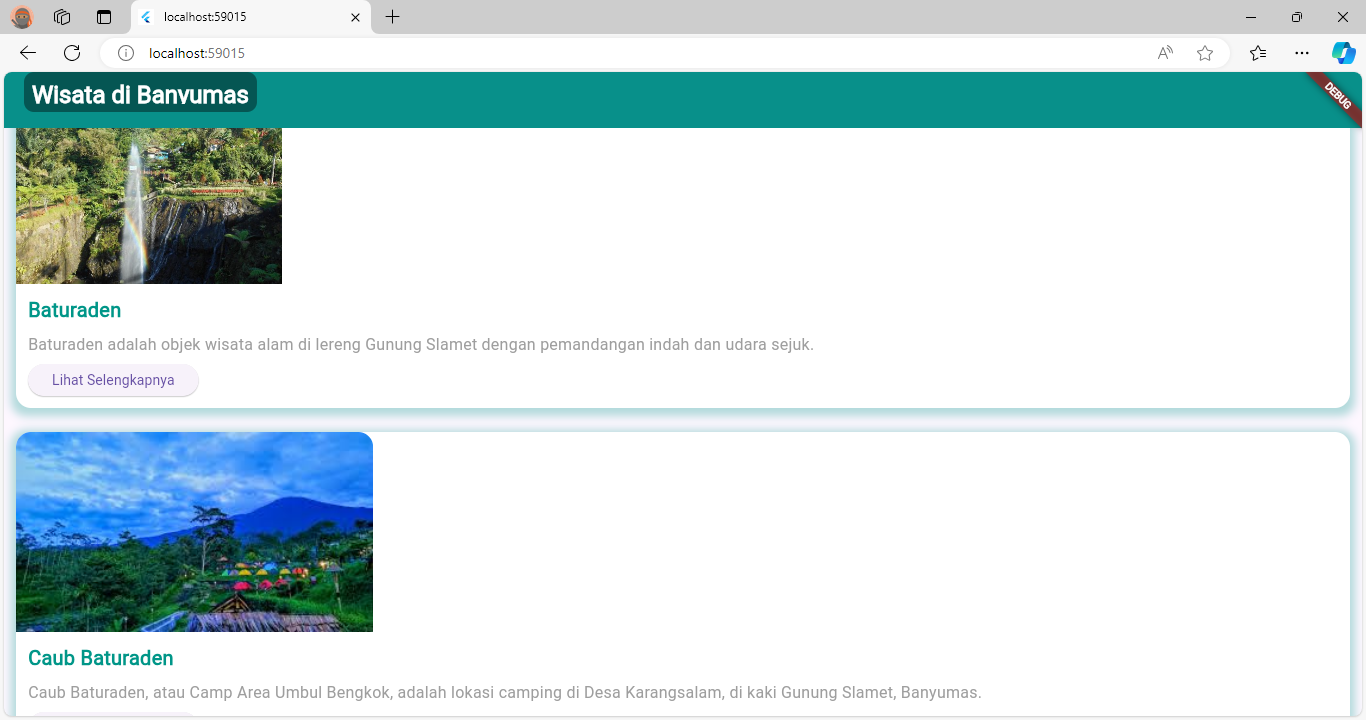 localhost:59015
localhost:59015
Wisata di Banyumas
DEBUG
Baturaden
Baturaden adalah objek wisata alam di lereng Gunung Slamet dengan pemandangan indah dan udara sejuk.
Lihat Selengkapnya
Caub Baturaden
Caub Baturaden, atau Camp Area Umbul Bengkok, adalah lokasi camping di Desa Karangsalam, di kaki Gunung Slamet, Banyumas.